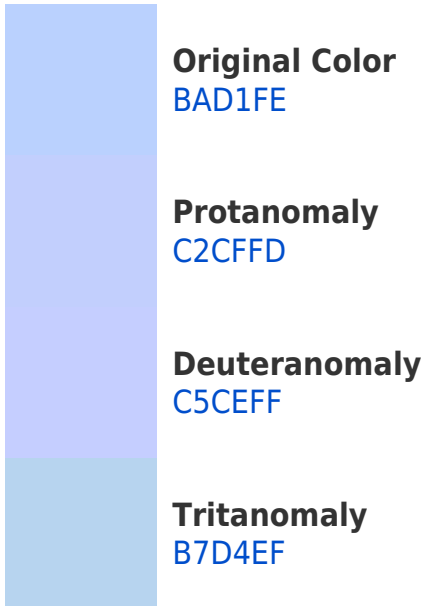 Original Color
BAD1FE
Protanomaly
C2CFFD
Deuteranomaly
C5CEFF
Tritanomaly
B7D4EF